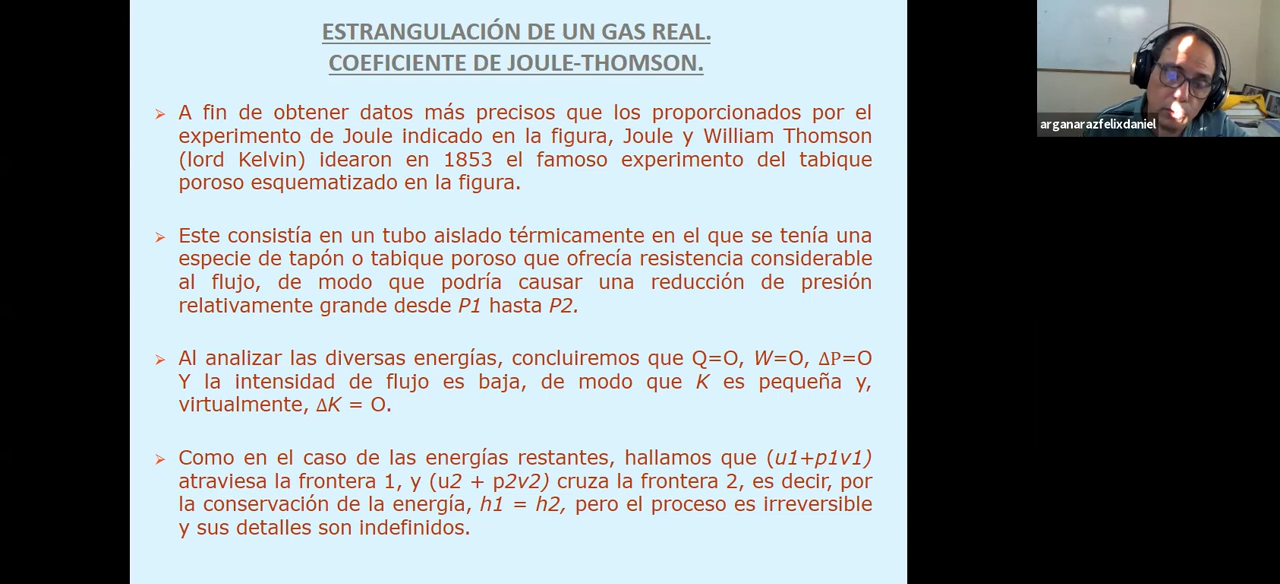 ESTRANGULACIÓN DE UN GAS REAL.
COEFICIENTE DE JOULE-THOMSON.
➢ A fin de obtener datos más precisos que los proporcionados por el
experimento de Joule indicado en la figura, Joule y William Thomson
(lord Kelvin) idearon en 1853 el famoso experimento del tabique
poroso esquematizado en la figura.
➢ Este consistía en un tubo aislado térmicamente en el que se tenía una
especie de tapón o tabique poroso que ofrecía resistencia considerable
al flujo, de modo que podría causar una reducción de presión
relativamente grande desde P1 hasta P2.
➢ Al analizar las diversas energías, concluiremos que Q=O, W=O, ΔP=O
Y la intensidad de flujo es baja, de modo que K es pequeña y,
virtualmente, ΔK = O.
➢ Como en el caso de las energías restantes, hallamos que (u1+p1v1)
atraviesa la frontera 1, y (u2 + p2v2) cruza la frontera 2, es decir, por
la conservación de la energía, h1 = h2, pero el proceso es irreversible
y sus detalles son indefinidos.
arganarazfelixdaniel